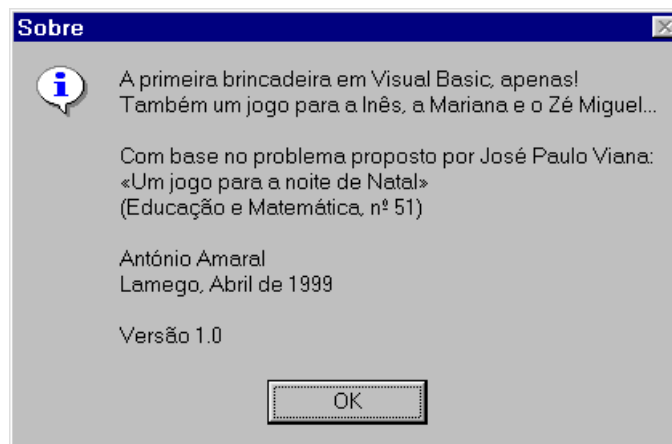 Sobre
A primeira brincadeira em Visual Basic, apenas!
Também um jogo para a Inês, a Mariana e o Zé Miguel...
Com base no problema proposto por José Paulo Viana:
«Um jogo para a noite de Natal»
(Educação e Matemática, nº 51)
António Amaral
Lamego, Abril de 1999
Versão 1.0
OK